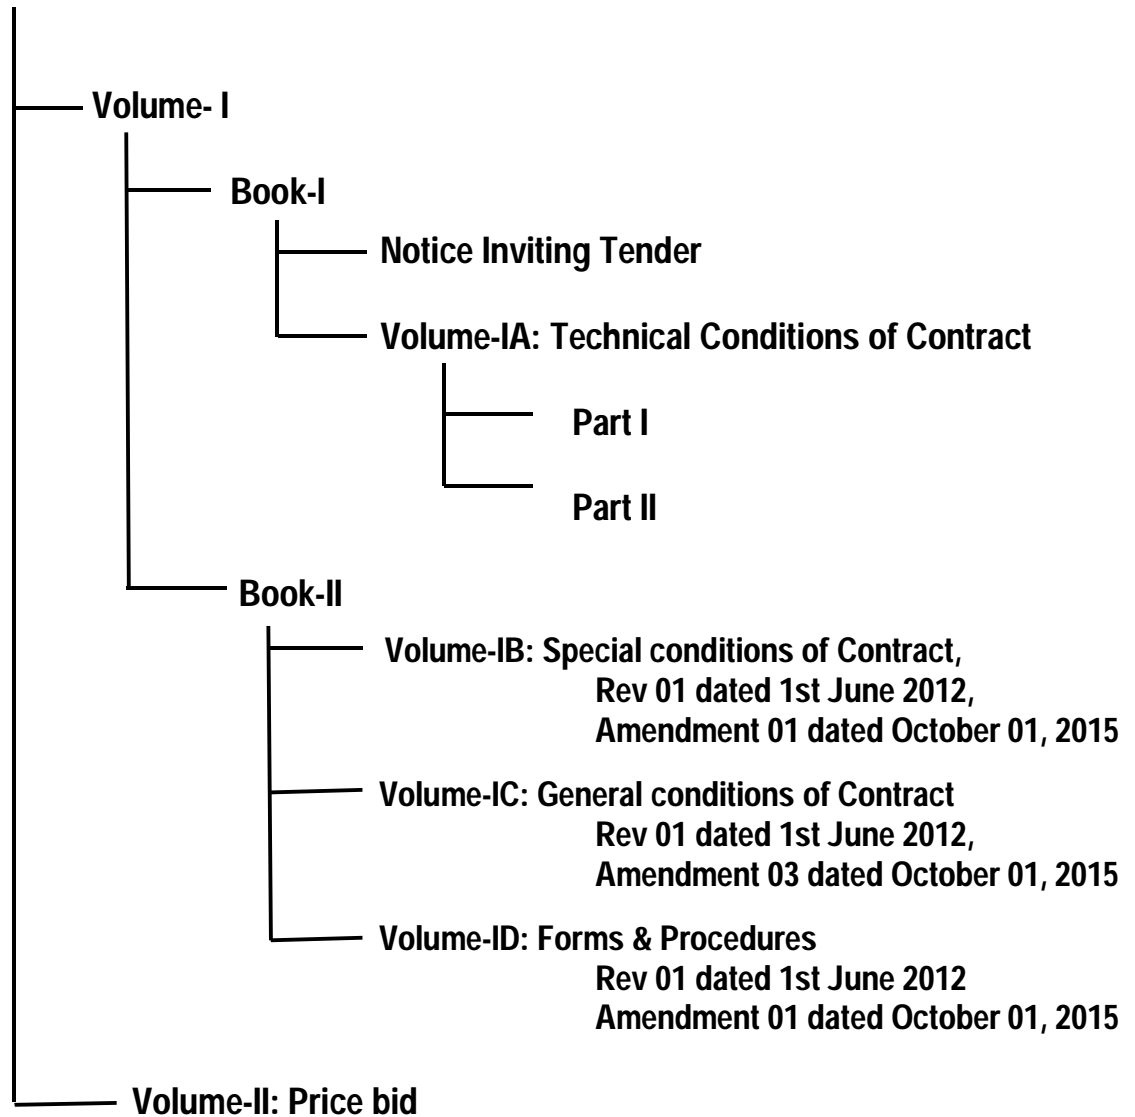 Volume- I
Book-I
Notice Inviting Tender
Volume-IA: Technical Conditions of Contract
Part I
Part II
Book-II
Volume-IB: Special conditions of Contract,
Rev 01 dated 1st June 2012,
Amendment 01 dated October 01, 2015
Volume-IC: General conditions of Contract
Rev 01 dated 1st June 2012,
Amendment 03 dated October 01, 2015
Volume-ID: Forms & Procedures
Rev 01 dated 1st June 2012
Amendment 01 dated October 01, 2015
Volume-II: Price bid